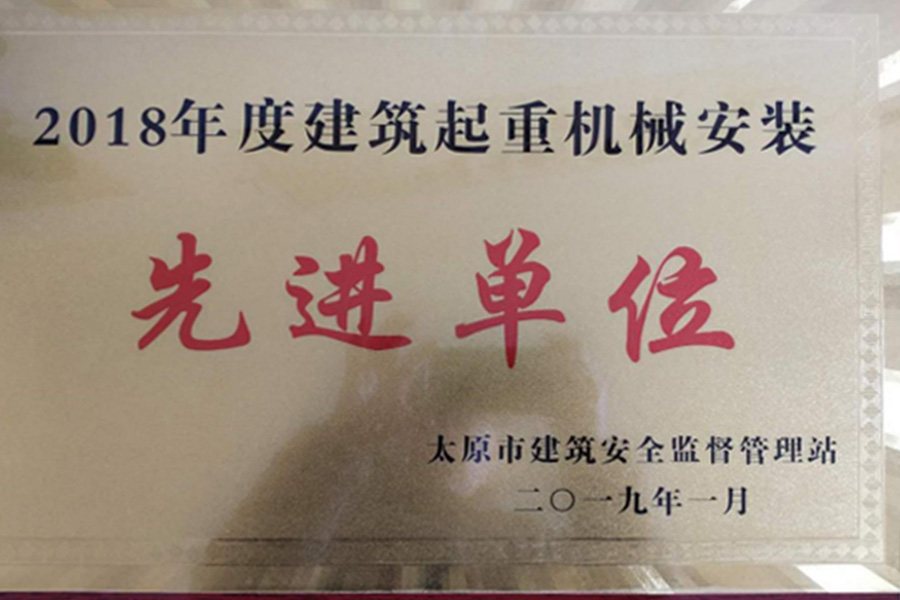 2018年度建筑起重机械安装
先进单位
太原市建筑安全监督管理站
二〇一九年一月